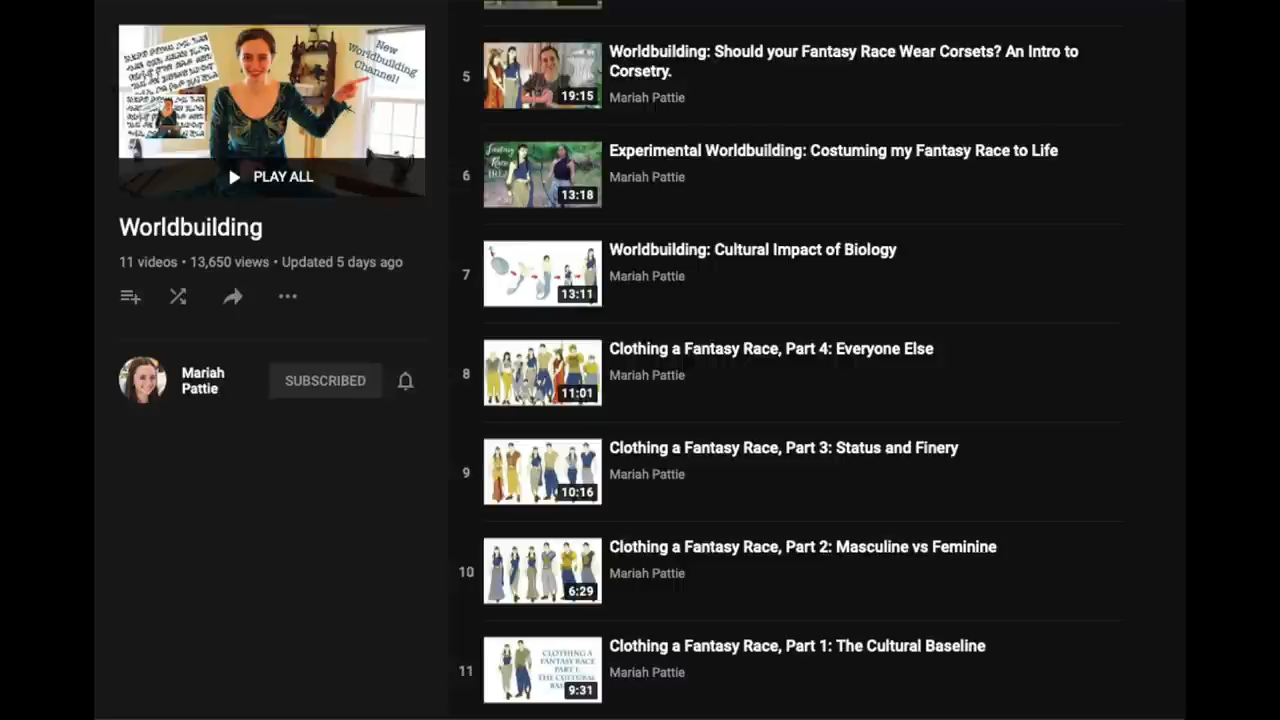 New
Worldbuilding
Channel!
PLAY ALL
Worldbuilding
11 videos • 13,650 views • Updated 5 days ago
Mariah
Pattie
SUBSCRIBED
5
19:15
Worldbuilding: Should your Fantasy Race Wear Corsets? An Intro to
Corsetry.
Mariah Pattie
6
Fantasy
Race
IRL
13:18
Experimental Worldbuilding: Costuming my Fantasy Race to Life
Mariah Pattie
7
13:11
Worldbuilding: Cultural Impact of Biology
Mariah Pattie
8
11:01
Clothing a Fantasy Race, Part 4: Everyone Else
Mariah Pattie
9
10:16
Clothing a Fantasy Race, Part 3: Status and Finery
Mariah Pattie
10
6:29
Clothing a Fantasy Race, Part 2: Masculine vs Feminine
Mariah Pattie
11
CLOTHING A
FANTASY RACE
PART 1:
THE CULTURAL
9:31
Clothing a Fantasy Race, Part 1: The Cultural Baseline
Mariah Pattie